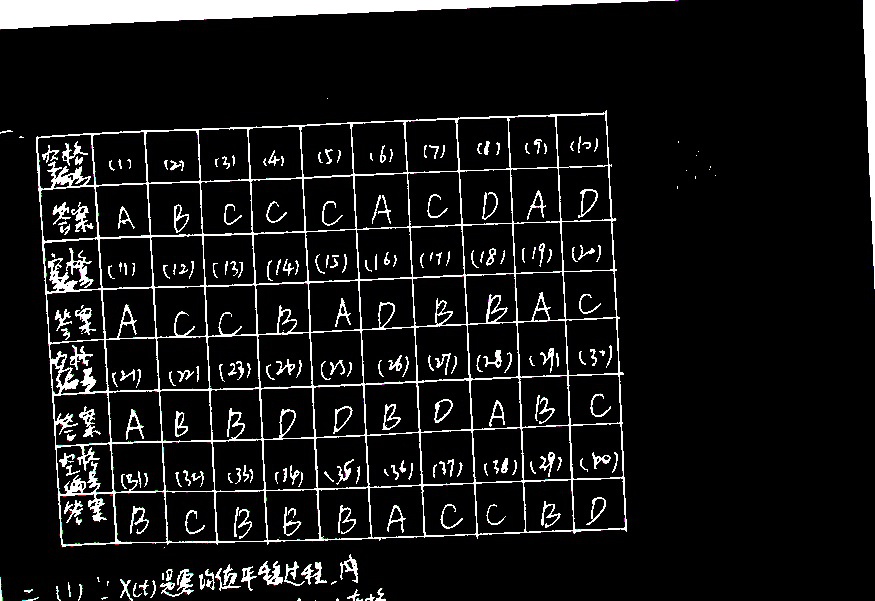 空格编号 (1) (2) (3) (4) (5) (6) (7) (8) (9) (10)
答案 A B C C C A C D A D
空格编号 (11) (12) (13) (14) (15) (16) (17) (18) (19) (20)
答案 A C C B A D B B A C
空格编号 (21) (22) (23) (24) (25) (26) (27) (28) (29) (30)
答案 A B B D D B D A B C
空格编号 (31) (32) (33) (34) (35) (36) (37) (38) (39) (40)
答案 B C B B B A C C B D
二 (1) ∵ X(t)是零均值平稳过程